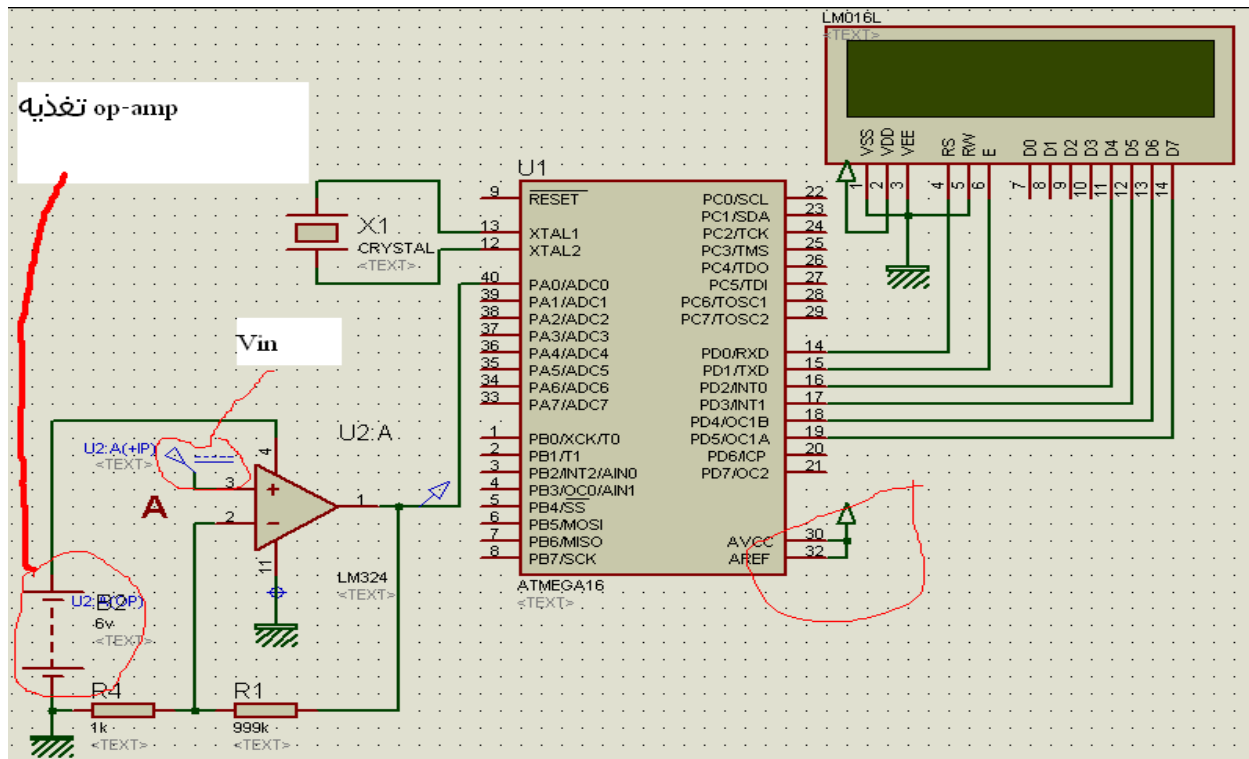 LM016L
<TEXT>
تغذیه op-amp
VSS
VDD
VEE
RS
RW
E
D0
D1
D2
D3
D4
D5
D6
D7
1
2
3
4
5
6
7
8
9
10
11
12
13
14
U1
9 RESET
13 XTAL1
12 XTAL2
40 PA0/ADC0
39 PA1/ADC1
38 PA2/ADC2
37 PA3/ADC3
36 PA4/ADC4
35 PA5/ADC5
34 PA6/ADC6
33 PA7/ADC7
1 PB0/XCK/T0
2 PB1/T1
3 PB2/INT2/AIN0
4 PB3/OC0/AIN1
5 PB4/SS
6 PB5/MOSI
7 PB6/MISO
8 PB7/SCK
PC0/SCL 22
PC1/SDA 23
PC2/TCK 24
PC3/TMS 25
PC4/TDO 26
PC5/TDI 27
PC6/TOSC1 28
PC7/TOSC2 29
PD0/RXD 14
PD1/TXD 15
PD2/INT0 16
PD3/INT1 17
PD4/OC1B 18
PD5/OC1A 19
PD6/ICP 20
PD7/OC2 21
AVCC 30
AREF 32
ATMEGA16
<TEXT>
X1
CRYSTAL
<TEXT>
Vin
U2:A
U2:A(+IP)
<TEXT>
4
3
2
1
11
A
LM324
<TEXT>
U2:A(OP)
B2
6v
<TEXT>
R4
1k
<TEXT>
R1
999k
<TEXT>